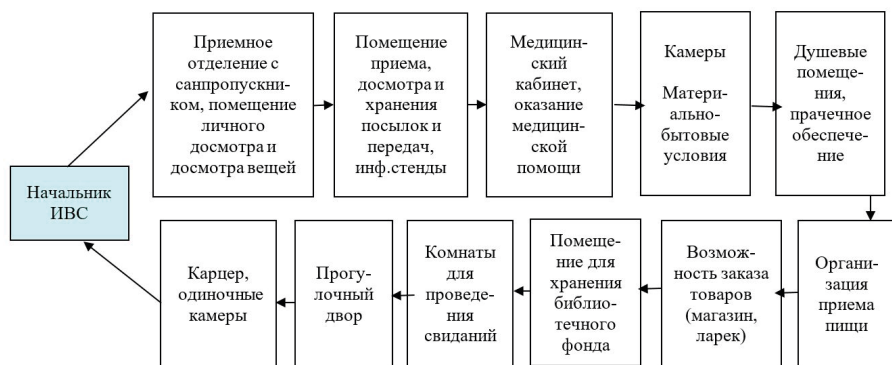 Приемное
отделение с
санпропускни-
ком, помещение
личного
досмотра и
досмотра вещей
Помещение
приема,
досмотра и
хранения
посылок и
передач,
инф.стенды
Медицин-
ский
кабинет,
оказание
медицин-
ской
помощи
Камеры
Матери-
ально-
бытовые
условия
Душевые
помеще-
ния,
прачечное
обеспече-
ние
Начальник
ИВС
Карцер,
одиночные
камеры
Прогу-
лочный
двор
Комнаты
для
проведе-
ния
свиданий
Помеще-
ние для
хранения
библио-
течного
фонда
Возмож-
ность заказа
товаров
(магазин,
ларек)
Органи-
зация
приема
пищи